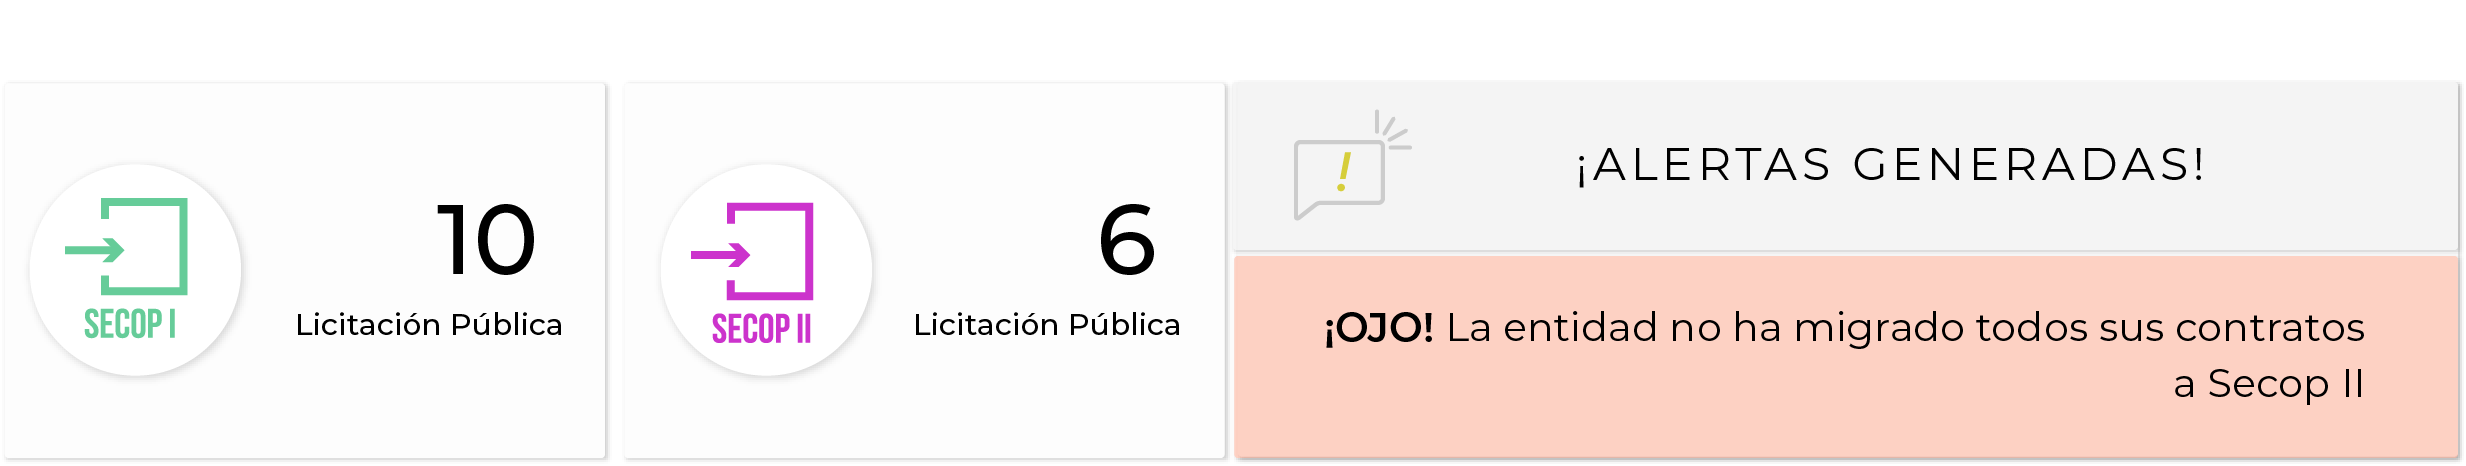 SECOP I
10
Licitación Pública
SECOP II
6
Licitación Pública
!
¡ALERTAS GENERADAS!
¡OJO! La entidad no ha migrado todos sus contratos
a Secop II